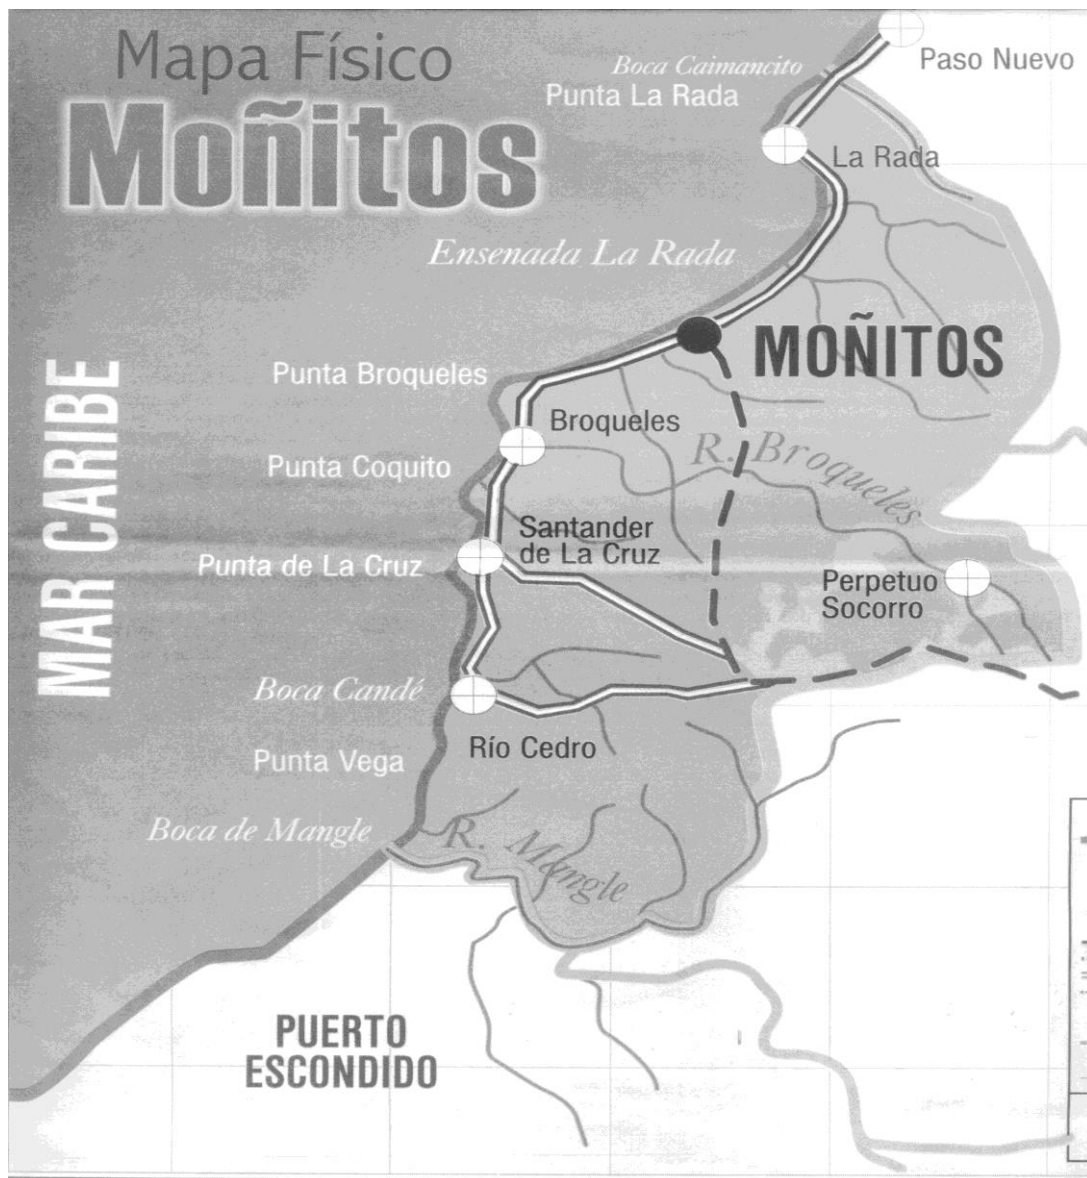 Mapa Físico
Moñitos
Paso Nuevo
Boca Caimancito
Punta La Rada
La Rada
Ensenada La Rada
MOÑITOS
MAR CARIBE
Punta Broqueles
Broqueles
R. Broqueles
Punta Coquito
Santander
de La Cruz
Punta de La Cruz
Perpetuo
Socorro
Boca Candé
Río Cedro
Punta Vega
Boca de Mangle
R. Mangle
PUERTO
ESCONDIDO